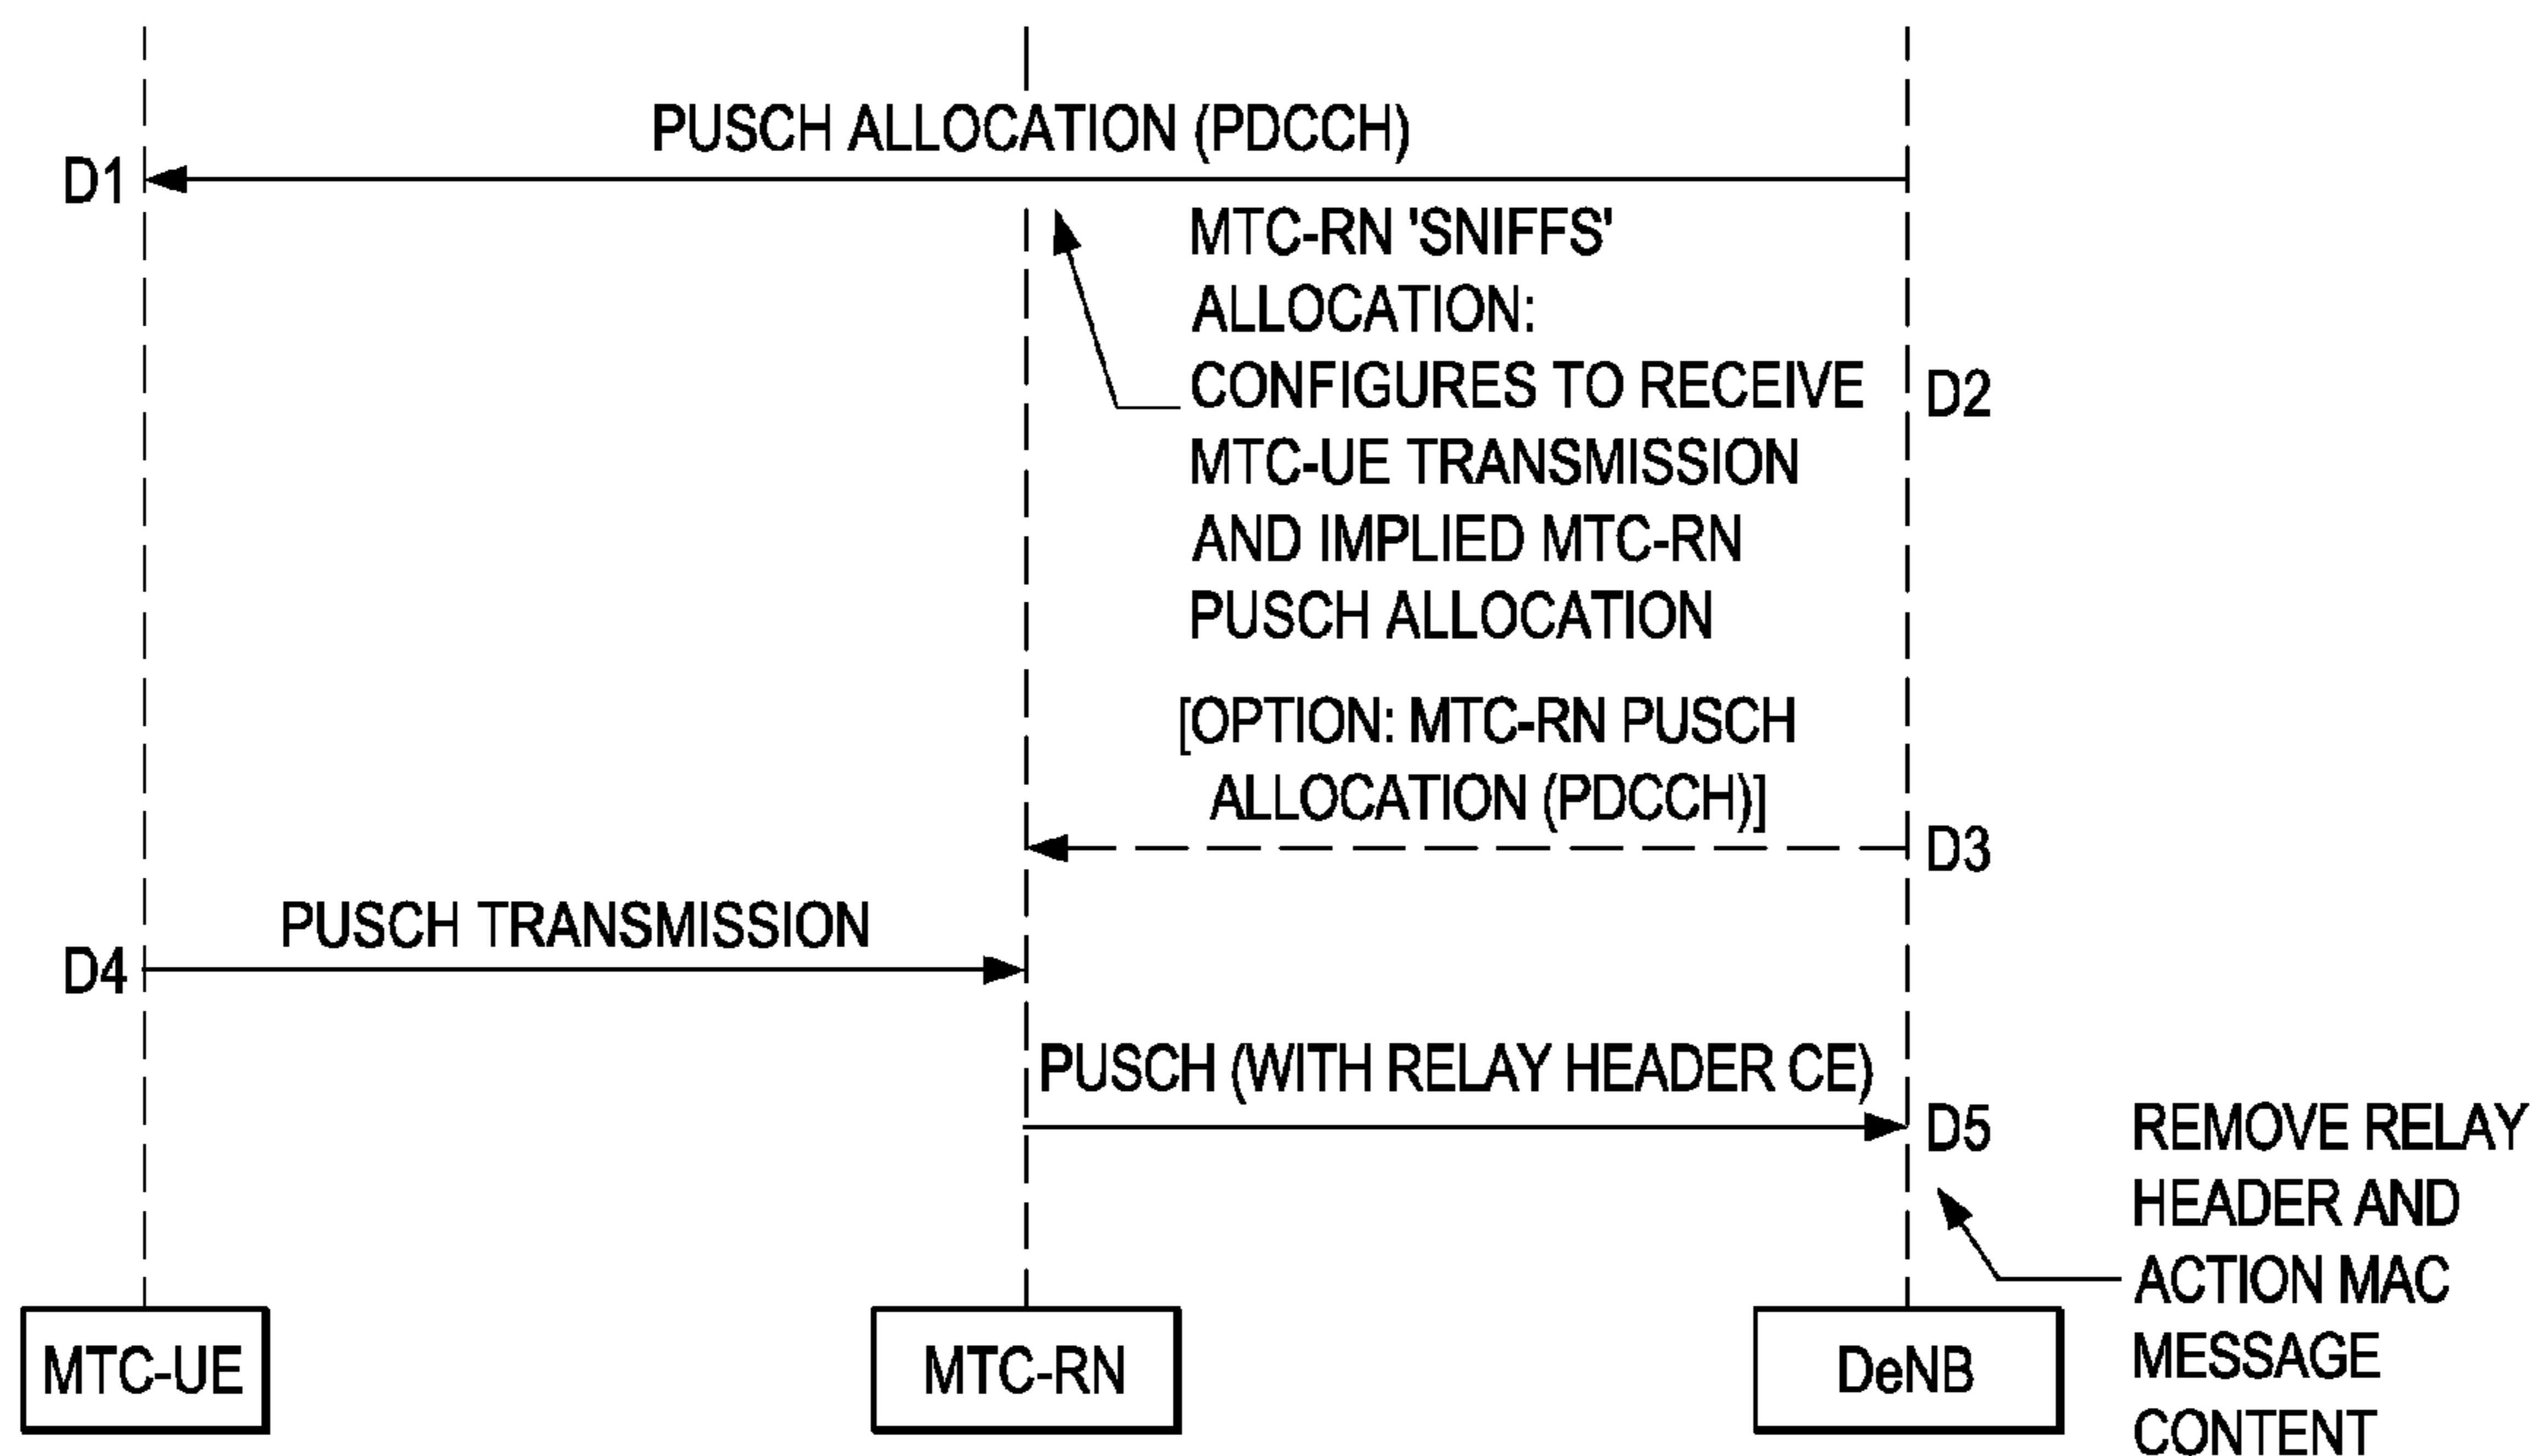 PUSCH ALLOCATION (PDCCH)
D1
MTC-RN 'SNIFFS'
ALLOCATION:
CONFIGURES TO RECEIVE
MTC-UE TRANSMISSION
AND IMPLIED MTC-RN
PUSCH ALLOCATION
D2
[OPTION: MTC-RN PUSCH
ALLOCATION (PDCCH)]
D3
PUSCH TRANSMISSION
D4
PUSCH (WITH RELAY HEADER CE)
D5
REMOVE RELAY
HEADER AND
ACTION MAC
MESSAGE
CONTENT
MTC-UE
MTC-RN
DeNB